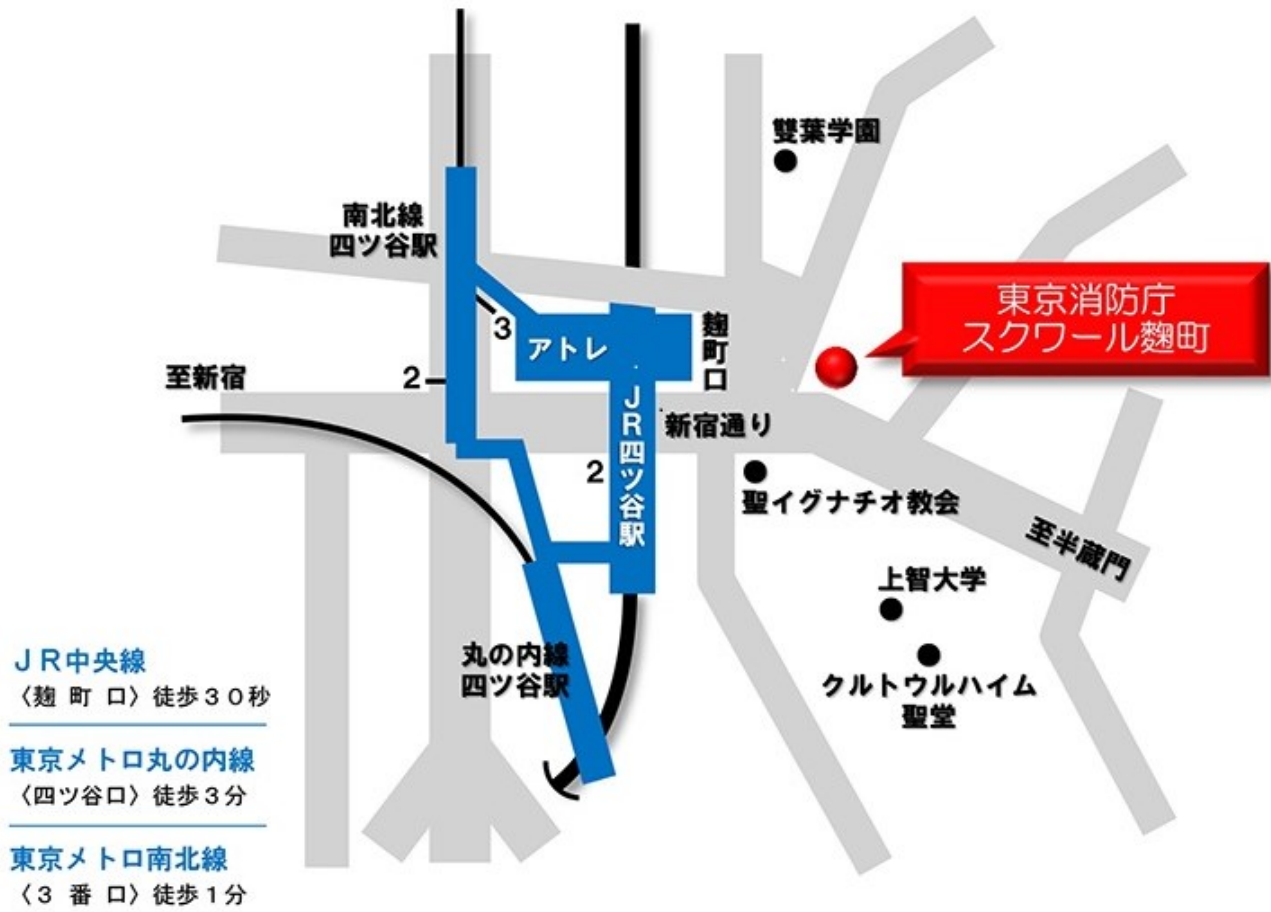 雙葉学園
南北線
四ツ谷駅
東京消防庁
スクワール麴町
3
アトレ
麹町口
至新宿
2
JR四ツ谷駅
新宿通り
2
聖イグナチオ教会
至半蔵門
上智大学
丸の内線
四ツ谷駅
クルトウルハイム
聖堂
JR中央線
〈麹 町 口〉徒歩30秒
東京メトロ丸の内線
〈四ツ谷口〉徒歩3分
東京メトロ南北線
〈3 番 口〉徒歩1分